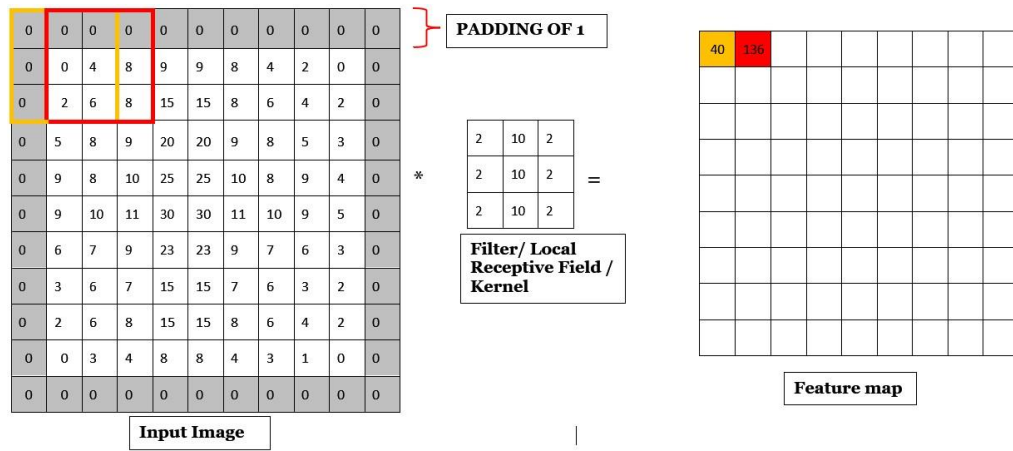 0 0 0 0 0 0 0 0 0 0 0
0 0 4 8 9 9 8 4 2 0 0
0 2 6 8 15 15 8 6 4 2 0
0 5 8 9 20 20 9 8 5 3 0
0 9 8 10 25 25 10 8 9 4 0
0 9 10 11 30 30 11 10 9 5 0
0 6 7 9 23 23 9 7 6 3 0
0 3 6 7 15 15 7 6 3 2 0
0 2 6 8 15 15 8 6 4 2 0
0 0 3 4 8 8 4 3 1 0 0
0 0 0 0 0 0 0 0 0 0 0
Input Image
PADDING OF 1
*
2 10 2
2 10 2
2 10 2
=
Filter/ Local
Receptive Field /
Kernel
40 136
Feature map